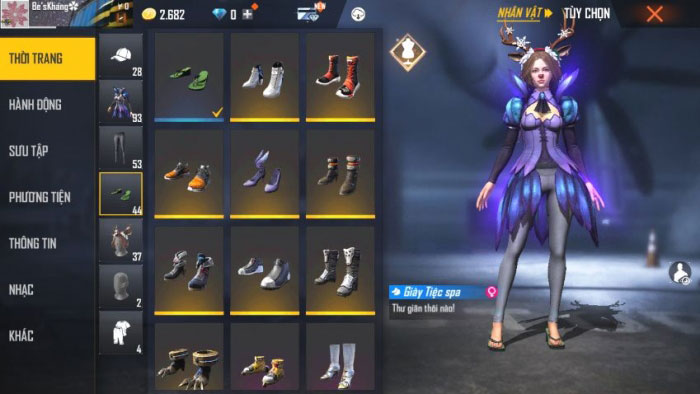 Be'sKhang✿
2.682
0
NHÂN VẬT
TÙY CHỌN
THỜI TRANG
HÀNH ĐỘNG
SƯU TẬP
PHƯƠNG TIỆN
THÔNG TIN
NHẠC
KHÁC
28
93
53
44
37
2
4
Giày Tiệc spa
Thư giãn thôi nào!